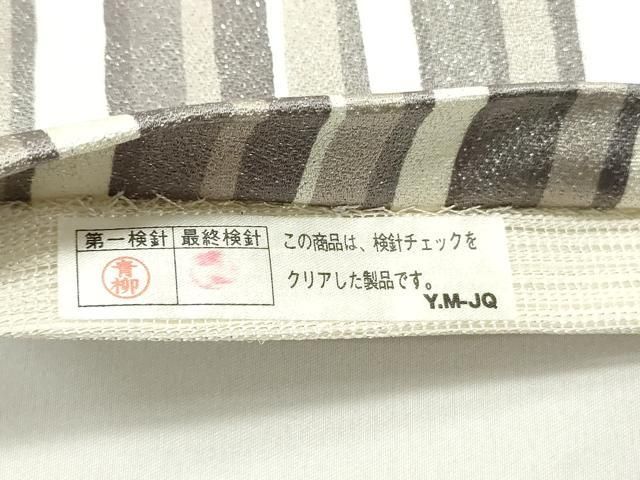 第一検針 最終検針
青柳
この商品は、検針チェックを
クリアした製品です。
Y.M-JQ